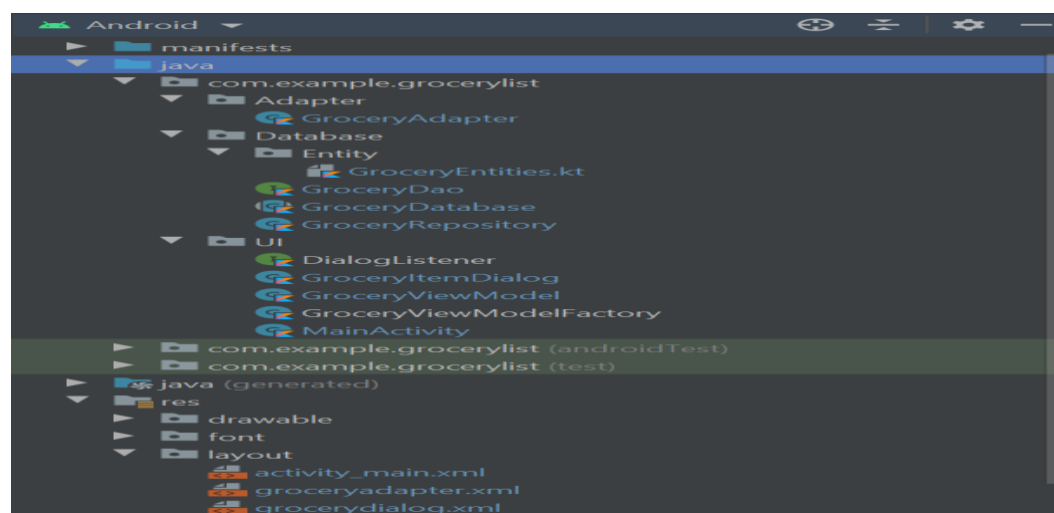 Android
manifests
java
com.example.grocerylist
Adapter
GroceryAdapter
Database
Entity
GroceryEntities.kt
GroceryDao
GroceryDatabase
GroceryRepository
UI
DialogListener
GroceryItemDialog
GroceryViewModel
GroceryViewModelFactory
MainActivity
com.example.grocerylist (androidTest)
com.example.grocerylist (test)
java (generated)
res
drawable
font
layout
activity_main.xml
groceryadapter.xml
grocerydialog.xml